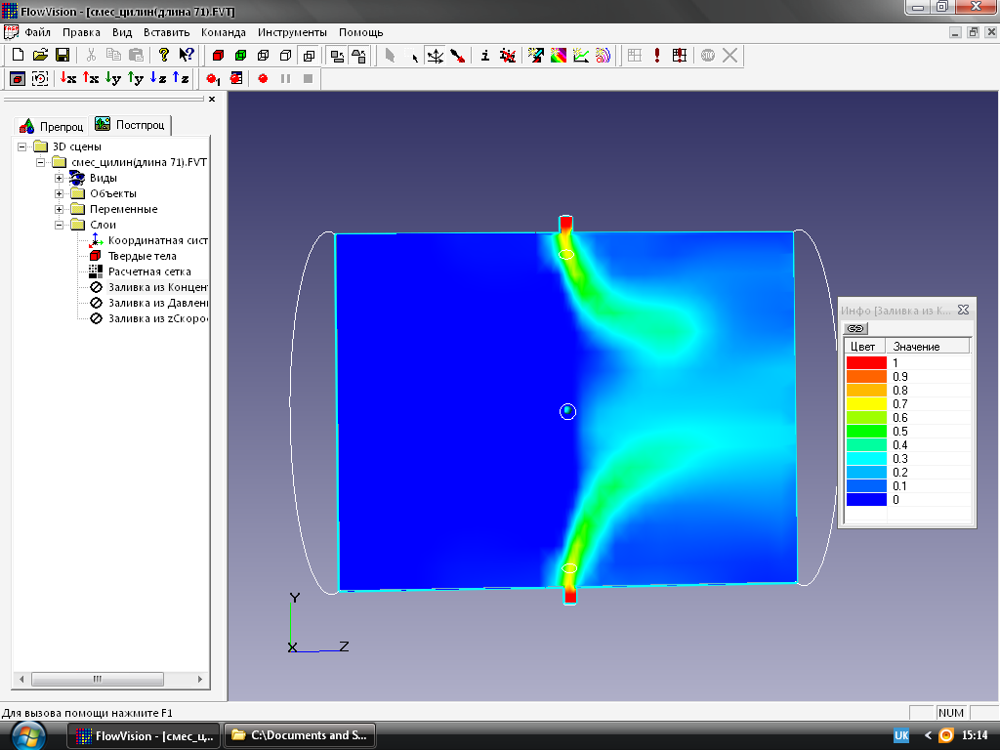 FlowVision - [смес_цилин(длина 71).FVT]
Файл Правка Вид Вставить Команда Инструменты Помощь
Препроц Постпроц
3D сцены
смес_цилин(длина 71).FVT
Виды
Объекты
Переменные
Слои
Координатная сист
Твердые тела
Расчетная сетка
Заливка из Концен
Заливка из Давлен
Заливка из zСкоро
Инфо [Заливка из К...
Цвет Значение
1
0.9
0.8
0.7
0.6
0.5
0.4
0.3
0.2
0.1
0
Y
X Z
Для вызова помощи нажмите F1
NUM
FlowVision - [смес_ц...
C:\Documents and S...
UK
15:14